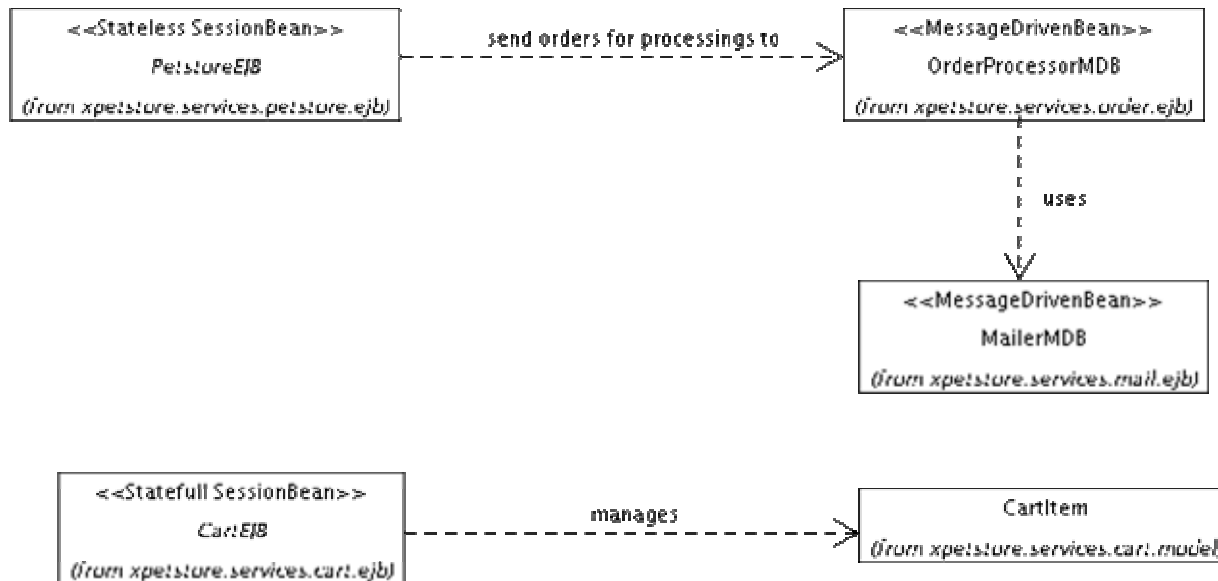 <<Stateless SessionBean>>
PetstoreEJB
(from xpetstore.services.petstore.ejb)
send orders for processings to
<<MessageDrivenBean>>
OrderProcessorMDB
(from xpetstore.services.order.ejb)
uses
<<MessageDrivenBean>>
MailerMDB
(from xpetstore.services.mail.ejb)
<<Statefull SessionBean>>
CartEJB
(from xpetstore.services.cart.ejb)
manages
CartItem
(from xpetstore.services.cart.model)